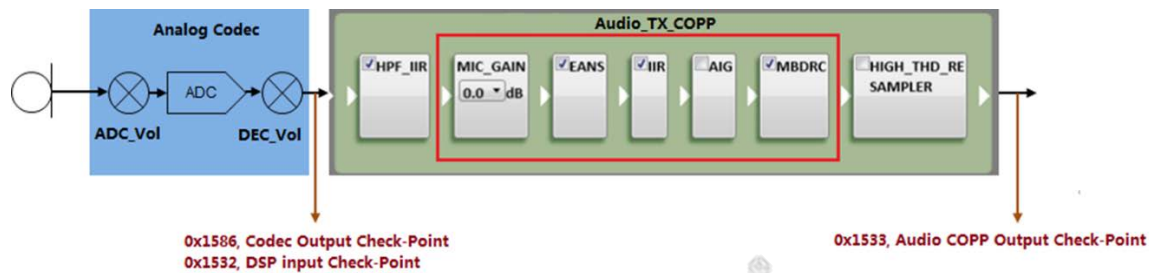 Analog Codec
ADC
ADC_Vol
DEC_Vol
Audio_TX_COPP
HPF_IIR
MIC_GAIN
0.0 dB
EANS
IIR
AIG
MBDRC
HIGH_THD_RE
SAMPLER
0x1586, Codec Output Check-Point
0x1532, DSP input Check-Point
0x1533, Audio COPP Output Check-Point